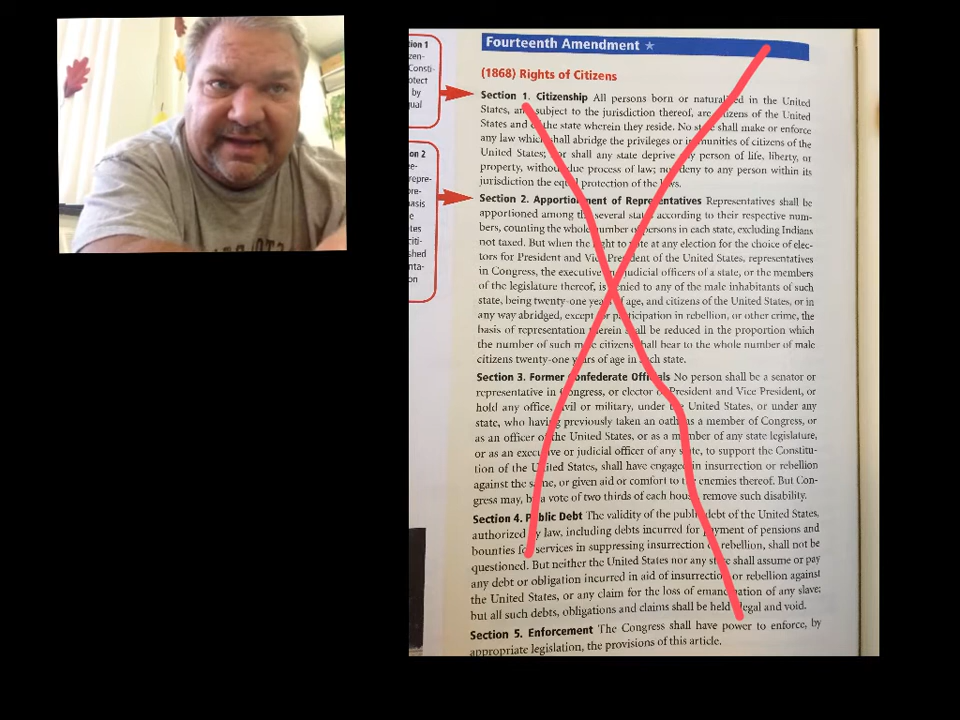 tion 1
zen-
Consti-
otect
by
qual
tion 2
e-
repre-
ore-
asis
e
ates
citi-
shed
nta-
on
Fourteenth Amendment ★
(1868) Rights of Citizens
Section 1. Citizenship All persons born or naturalized in the United
States, and subject to the jurisdiction thereof, are citizens of the United
States and of the state wherein they reside. No state shall make or enforce
any law which shall abridge the privileges or immunities of citizens of the
United States; nor shall any state deprive any person of life, liberty, or
property, without due process of law; nor deny to any person within its
jurisdiction the equal protection of the laws.
Section 2. Apportionment of Representatives Representatives shall be
apportioned among the several states according to their respective num-
bers, counting the whole number of persons in each state, excluding Indians
not taxed. But when the right to vote at any election for the choice of elec-
tors for President and Vice President of the United States, representatives
in Congress, the executive and judicial officers of a state, or the members
of the legislature thereof, is denied to any of the male inhabitants of such
state, being twenty-one years of age, and citizens of the United States, or in
any way abridged, except for participation in rebellion, or other crime, the
basis of representation therein shall be reduced in the proportion which
the number of such male citizens shall bear to the whole number of male
citizens twenty-one years of age in such state.
Section 3. Former Confederate Officials No person shall be a senator or
representative in Congress, or elector of President and Vice President, or
hold any office, civil or military, under the United States, or under any
state, who having previously taken an oath as a member of Congress, or
as an officer of the United States, or as a member of any state legislature,
or as an executive or judicial officer of any state, to support the Constitu-
tion of the United States, shall have engaged in insurrection or rebellion
against the same, or given aid or comfort to the enemies thereof. But Con-
gress may, by a vote of two thirds of each house, remove such disability.
Section 4. Public Debt The validity of the public debt of the United States,
authorized by law, including debts incurred for payment of pensions and
bounties for services in suppressing insurrection or rebellion, shall not be
questioned. But neither the United States nor any state shall assume or pay
any debt or obligation incurred in aid of insurrection or rebellion against
the United States, or any claim for the loss of emancipation of any slave;
but all such debts, obligations and claims shall be held illegal and void.
Section 5. Enforcement The Congress shall have power to enforce, by
appropriate legislation, the provisions of this article.